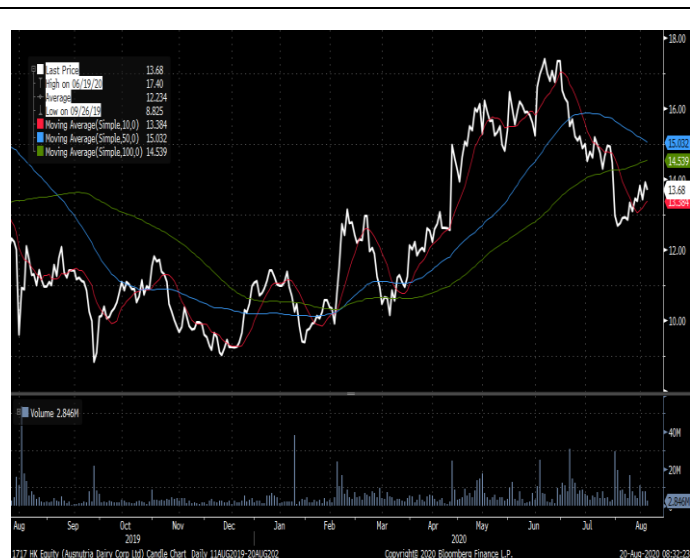 18.00
Last Price 13.68
High on 06/19/20 17.40
Average 12.234
Low on 09/26/19 8.825
Moving Average(Simple,10,0) 13.384
Moving Average(Simple,50,0) 15.032
Moving Average(Simple,100,0) 14.539
16.00
15.032
14.539
14.00
13.68
13.384
12.00
10.00
Volume 2.846M
40M
20M
2.846M
Aug Sep Oct Nov Dec Jan Feb Mar Apr May Jun Jul Aug
2019 2020
1717 HK Equity (Ausnutria Dairy Corp Ltd) Candle Chart Daily 11AUG2019-20AUG202 Copyright© 2020 Bloomberg Finance L.P. 20-Aug-2020 08:32:23